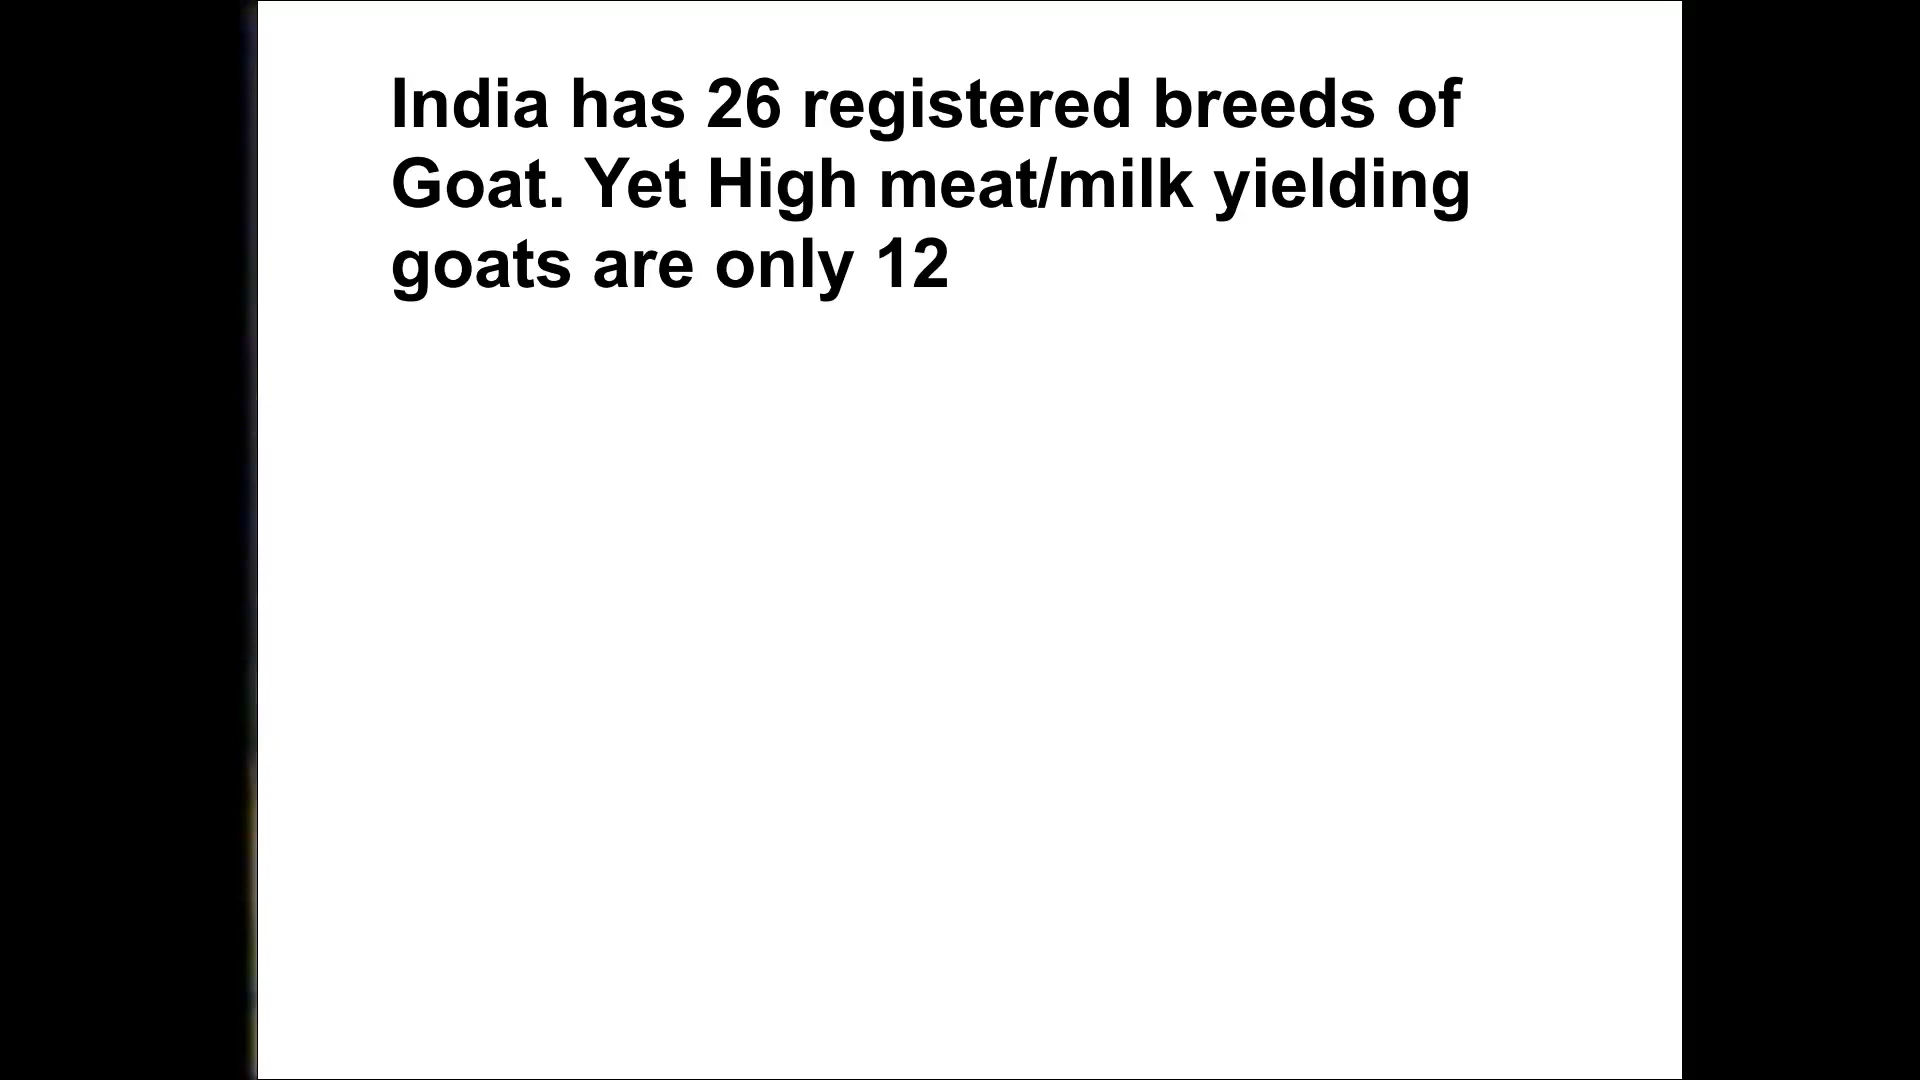 India has 26 registered breeds of
Goat. Yet High meat/milk yielding
goats are only 12